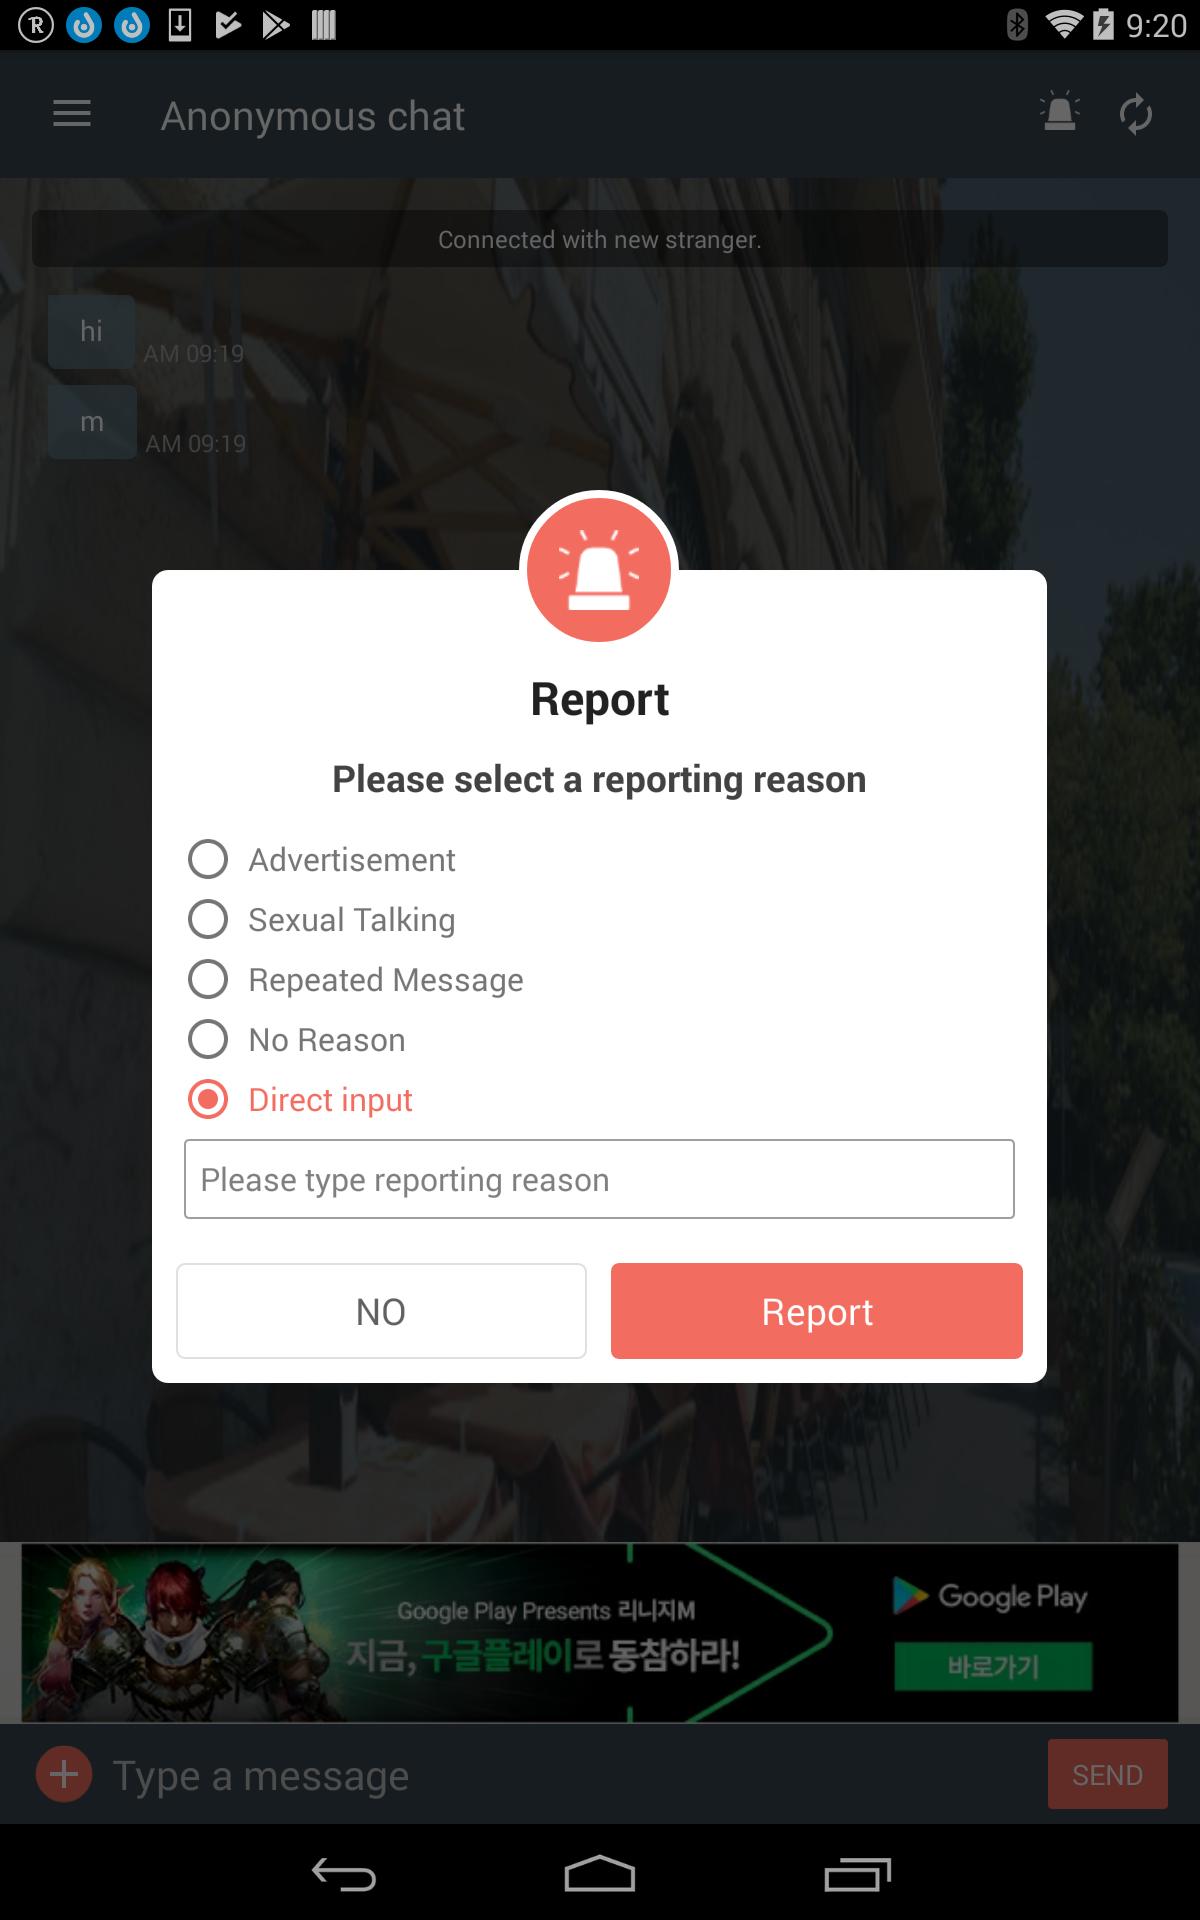 9:20
Anonymous chat
Connected with new stranger.
hi
AM 09:19
m
AM 09:19
Report
Please select a reporting reason
Advertisement
Sexual Talking
Repeated Message
No Reason
Direct input
Please type reporting reason
NO
Report
Google Play Presents 리니지M
지금, 구글플레이로 동참하라!
Google Play
바로가기
Type a message
SEND